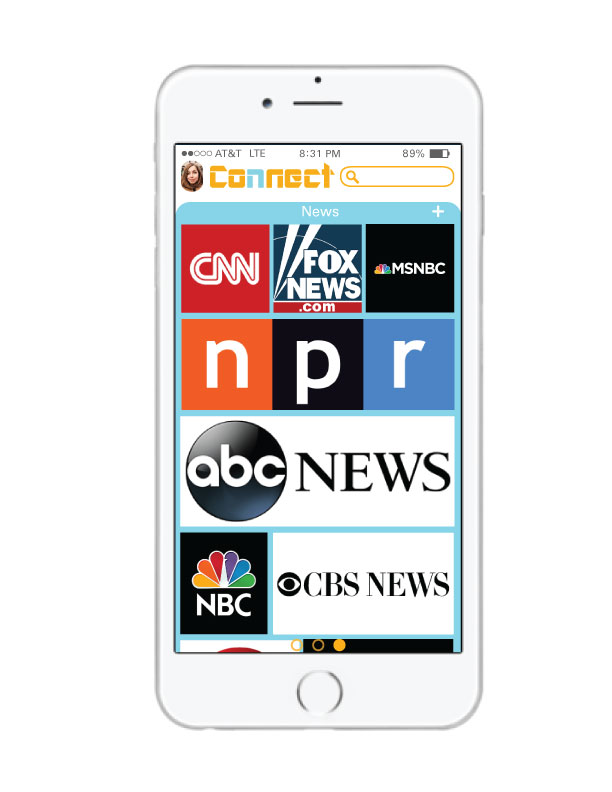 AT&T LTE 8:31 PM 89%
Connect
News +
CNN FOX NEWS .com MSNBC
n p r
abc NEWS
NBC CBS NEWS